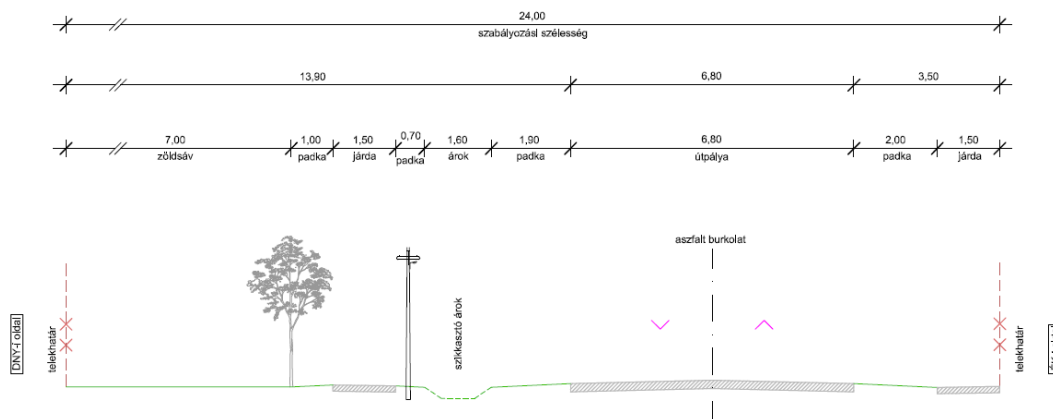 24,00
szabályozási szélesség
13,90 6,80 3,50
7,00 1,00 1,50 0,70 1,60 1,90 6,80 2,00 1,50
zöldsáv padka járda padka árok padka útpálya padka járda
aszfalt burkolat
DNY-i oldal
telekhatár
szikkasztó árok
telekhatár